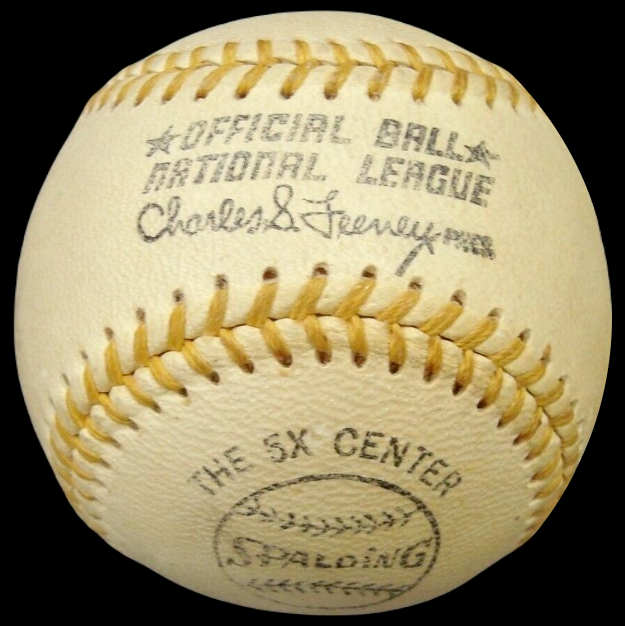 ★OFFICIAL BALL★
NATIONAL LEAGUE
Charles S. Feeney PRES.
THE 5X CENTER
SPALDING